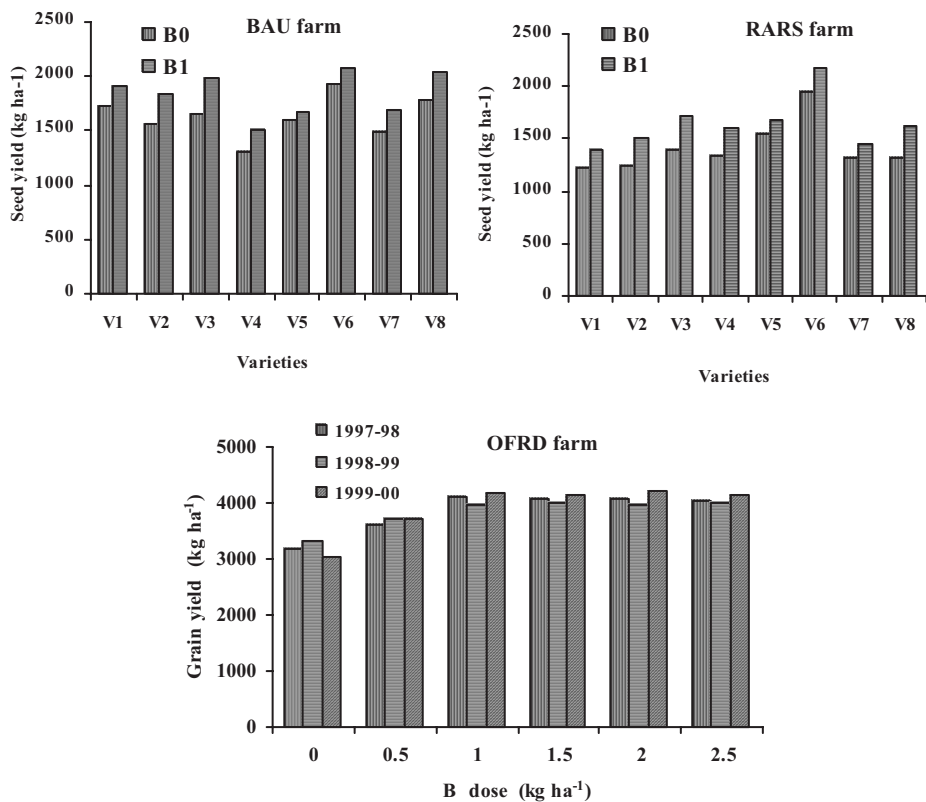 BAU farm
B0
B1
Seed yield (kg ha-1)
2500
2000
1500
1000
500
0
V1 V2 V3 V4 V5 V6 V7 V8
Varieties
RARS farm
B0
B1
Seed yield (kg ha-1)
2500
2000
1500
1000
500
0
V1 V2 V3 V4 V5 V6 V7 V8
Varieties
OFRD farm
1997-98
1998-99
1999-00
Grain yield (kg ha-1)
5000
4000
3000
2000
1000
0
0 0.5 1 1.5 2 2.5
B dose (kg ha-1)